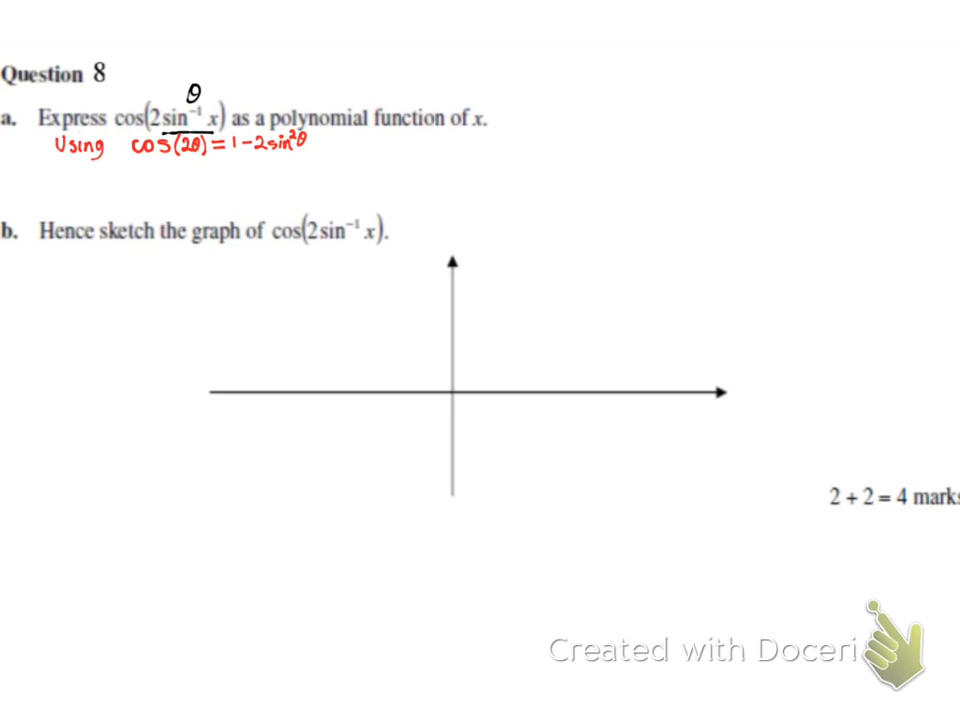 Question 8
θ
a. Express cos(2sin⁻¹ x) as a polynomial function of x.
Using cos(2θ) = 1 - 2sin²θ
b. Hence sketch the graph of cos(2sin⁻¹ x).
2 + 2 = 4 marks
Created with Doceri